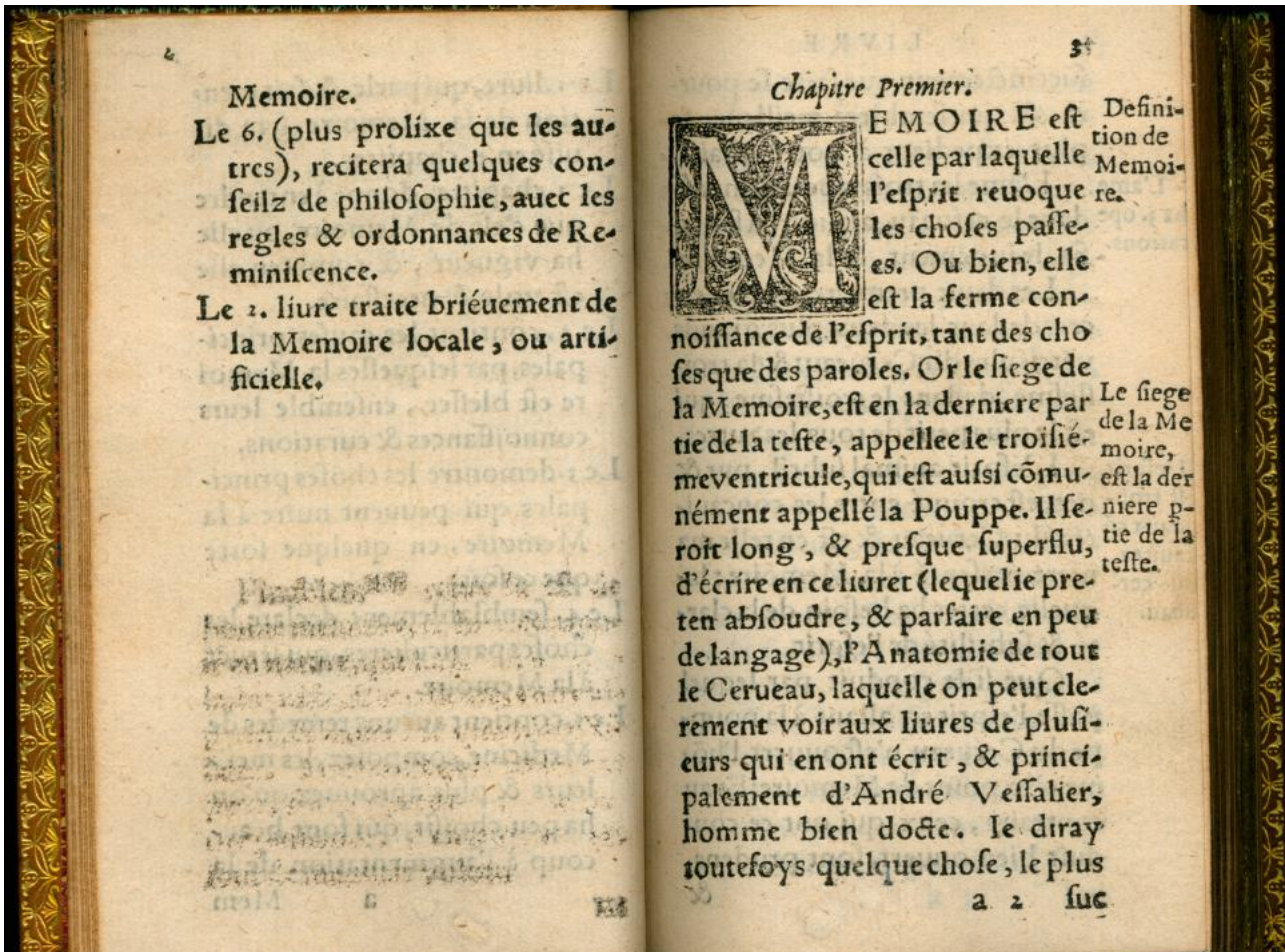 4
Memoire.
Le 6. (plus prolixe que les au-
tres), recitera quelques con-
ſeilz de philoſophie, auec les
regles & ordonnances de Re-
miniſcence.
Le 2. liure traite briéuement de
la Memoire locale, ou arti-
ficielle.
3
Chapitre Premier.
MEMOIRE eſt
celle par laquelle
l'eſprit reuoque
les choſes paſſe-
es. Ou bien, elle
eſt la ferme con-
noiſſance de l'eſprit, tant des cho
ſes que des paroles. Or le ſiege de
la Memoire, eſt en la derniere par
tie de la teſte, appellee le troiſié-
me ventricule, qui eſt auſsi cõmu-
nément appellé la Pouppe. Il ſe-
roit long, & preſque ſuperflu,
d'écrire en ce liuret (lequel ie pre-
ten abſoudre, & parfaire en peu
de langage), l'Anatomie de tout
le Cerueau, laquelle on peut cle-
rement voir aux liures de pluſi-
eurs qui en ont écrit, & princi-
palement d'André Veſſalier,
homme bien docte. Ie diray
toutefoys quelque choſe, le plus
a 2 ſuc
Defini-
tion de
Memoi-
re.
Le ſiege
de la Me
moire,
eſt la der
niere p-
tie de la
teſte.